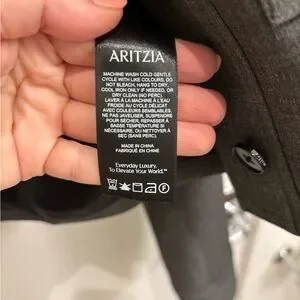 ARITZIA
MACHINE WASH COLD GENTLE
CYCLE WITH LIKE COLOURS, DO
NOT BLEACH, HANG TO DRY,
COOL IRON ONLY IF NEEDED, OR
DRY CLEAN (NO PERC).
LAVER À LA MACHINE À L'EAU
FROIDE AU CYCLE DÉLICAT
AVEC COULEURS SEMBLABLES,
NE PAS JAVELISER, SUSPENDRE
POUR SÉCHER, REPASSER À
BASSE TEMPÉRATURE SI
NÉCESSAIRE, OU NETTOYER À
SEC (SANS PERC).
MADE IN CHINA
FABRIQUÉ EN CHINE
Everyday Luxury.
To Elevate Your World.™